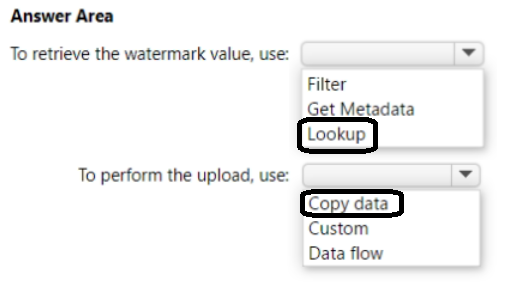 Answer Area
To retrieve the watermark value, use:
Filter
Get Metadata
Lookup
To perform the upload, use:
Copy data
Custom
Data flow